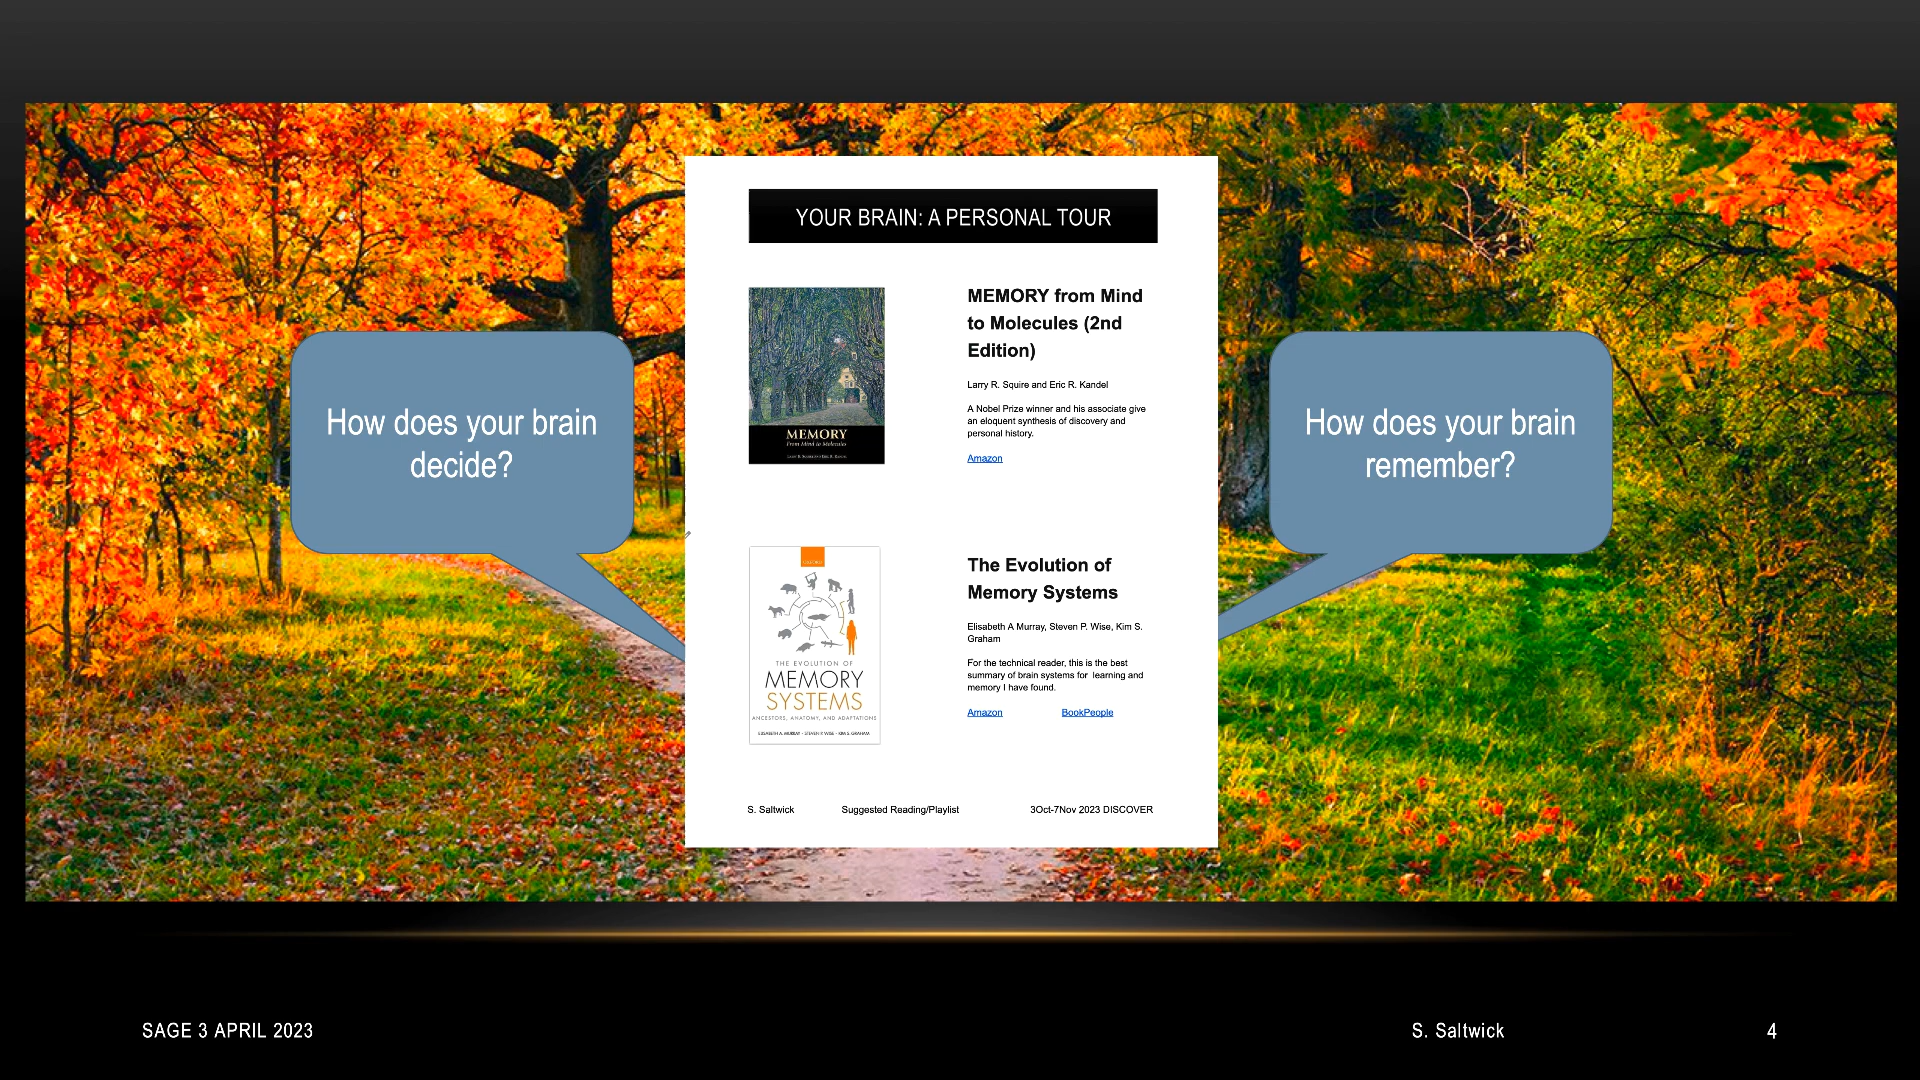 YOUR BRAIN: A PERSONAL TOUR
How does your brain
decide?
MEMORY
From Mind to Molecules
LARRY R. SQUIRE • ERIC R. KANDEL
MEMORY from Mind
to Molecules (2nd
Edition)
Larry R. Squire and Eric R. Kandel
A Nobel Prize winner and his associate give
an eloquent synthesis of discovery and
personal history.
Amazon
How does your brain
remember?
THE EVOLUTION OF
MEMORY
SYSTEMS
ANCESTORS, ANATOMY, AND ADAPTATIONS
ELISABETH A. MURRAY • STEVEN P. WISE • KIM S. GRAHAM
The Evolution of
Memory Systems
Elisabeth A Murray, Steven P. Wise, Kim S.
Graham
For the technical reader, this is the best
summary of brain systems for  learning and
memory I have found.
Amazon BookPeople
S. Saltwick Suggested Reading/Playlist 3Oct-7Nov 2023 DISCOVER
SAGE 3 APRIL 2023 S. Saltwick 4